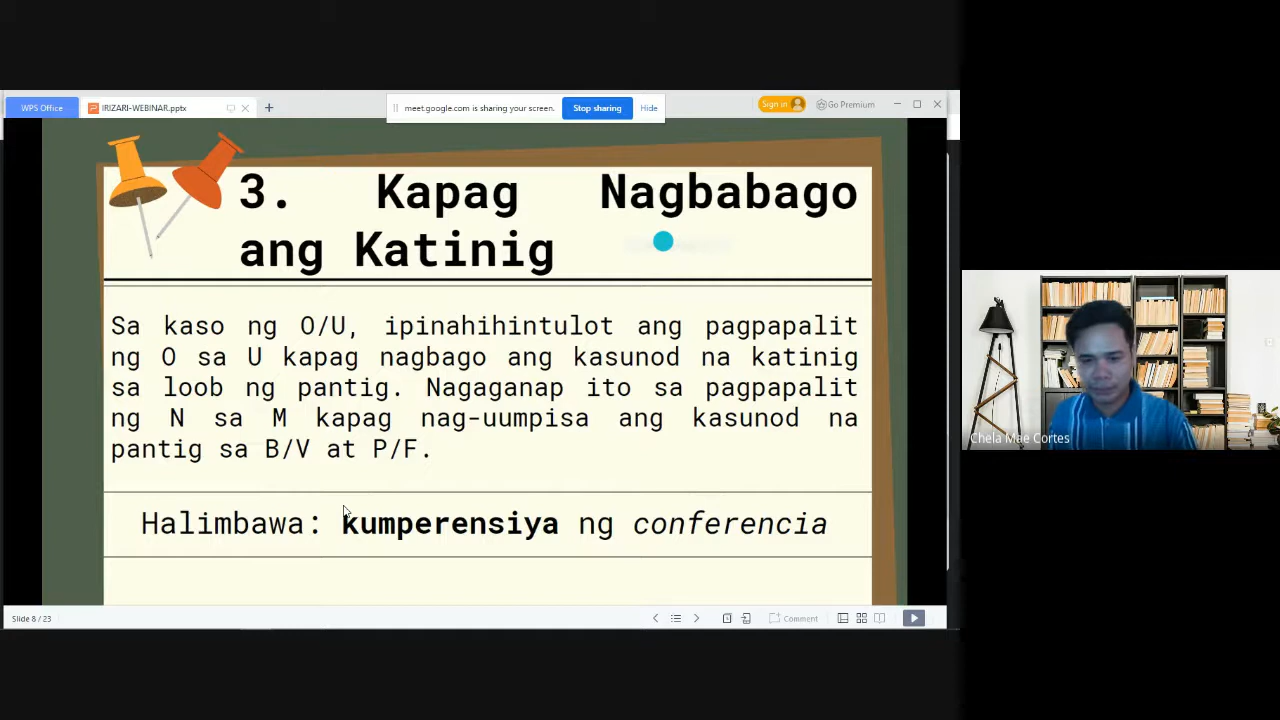 WPS Office
IRIZARI-WEBINAR.pptx
meet.google.com is sharing your screen.
Stop sharing
Hide
Sign in
Go Premium
3. Kapag Nagbabago
ang Katinig
Sa kaso ng O/U, ipinahihintulot ang pagpapalit
ng O sa U kapag nagbago ang kasunod na katinig
sa loob ng pantig. Nagaganap ito sa pagpapalit
ng N sa M kapag nag-uumpisa ang kasunod na
pantig sa B/V at P/F.
Halimbawa: kumperensiya ng conferencia
Slide 8 / 23
Comment
Chela Mae Cortes